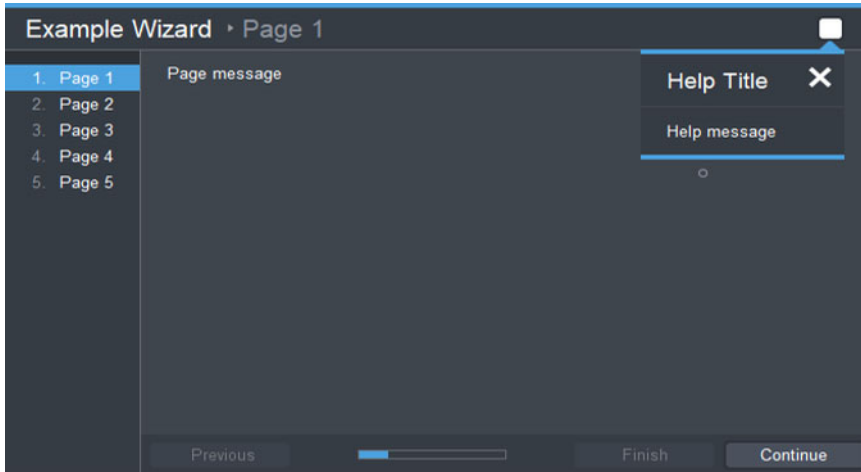 Example Wizard ‣ Page 1
1. Page 1
2. Page 2
3. Page 3
4. Page 4
5. Page 5
Page message
Help Title
Help message
Previous
Finish
Continue